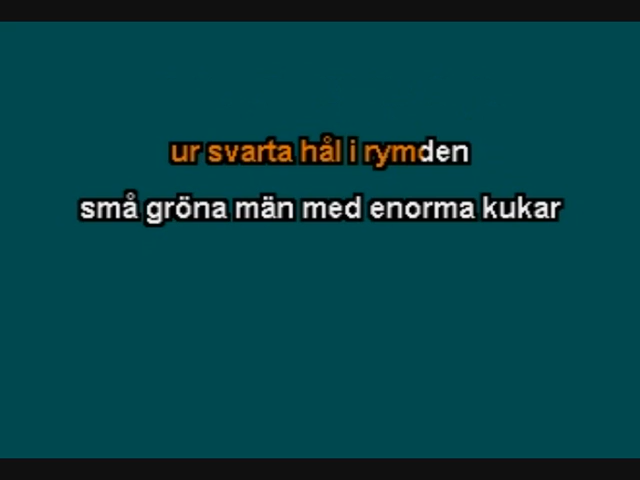 ur svarta hål i rymden
små gröna män med enorma kukar